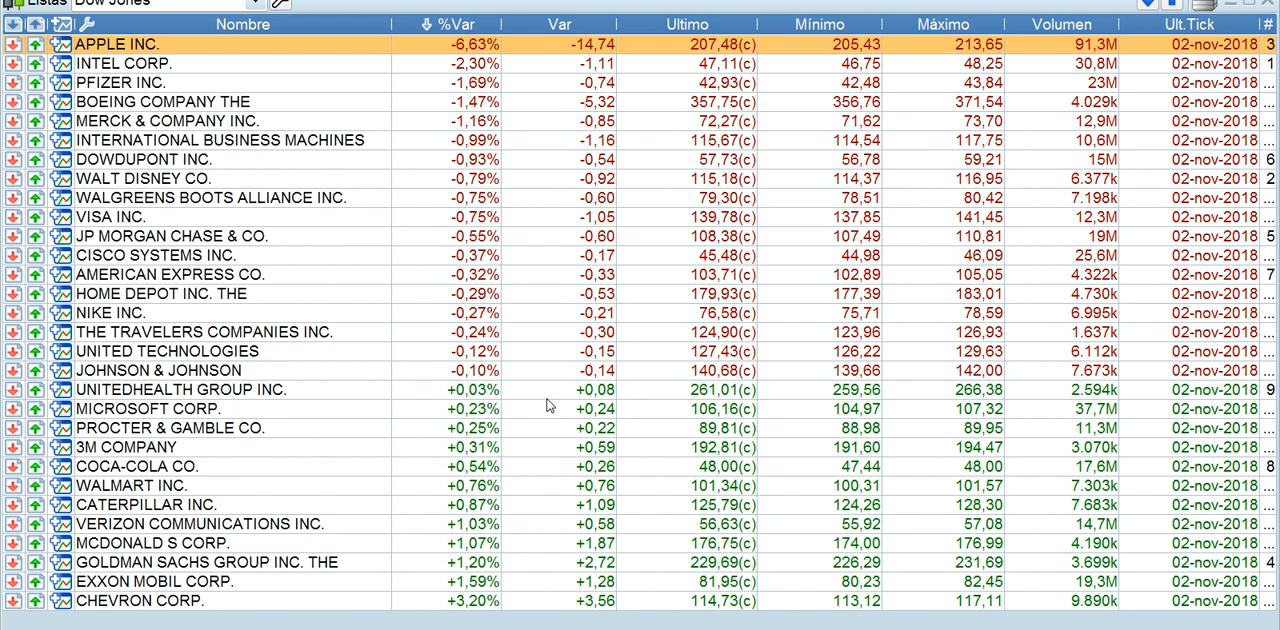 Listas Dow Jones
Nombre %Var Var Ultimo Mínimo Máximo Volumen Ult.Tick #
APPLE INC. -6,63% -14,74 207,48(c) 205,43 213,65 91,3M 02-nov-2018 3
INTEL CORP. -2,30% -1,11 47,11(c) 46,75 48,25 30,8M 02-nov-2018 1
PFIZER INC. -1,69% -0,74 42,93(c) 42,48 43,84 23M 02-nov-2018 ...
BOEING COMPANY THE -1,47% -5,32 357,75(c) 356,76 371,54 4.029k 02-nov-2018 ...
MERCK & COMPANY INC. -1,16% -0,85 72,27(c) 71,62 73,70 12,9M 02-nov-2018 ...
INTERNATIONAL BUSINESS MACHINES -0,99% -1,16 115,67(c) 114,54 117,75 10,6M 02-nov-2018 ...
DOWDUPONT INC. -0,93% -0,54 57,73(c) 56,78 59,21 15M 02-nov-2018 6
WALT DISNEY CO. -0,79% -0,92 115,18(c) 114,37 116,95 6.377k 02-nov-2018 2
WALGREENS BOOTS ALLIANCE INC. -0,75% -0,60 79,30(c) 78,51 80,42 7.198k 02-nov-2018 ...
VISA INC. -0,75% -1,05 139,78(c) 137,85 141,45 12,3M 02-nov-2018 ...
JP MORGAN CHASE & CO. -0,55% -0,60 108,38(c) 107,49 110,81 19M 02-nov-2018 5
CISCO SYSTEMS INC. -0,37% -0,17 45,48(c) 44,98 46,09 25,6M 02-nov-2018 ...
AMERICAN EXPRESS CO. -0,32% -0,33 103,71(c) 102,89 105,05 4.322k 02-nov-2018 7
HOME DEPOT INC. THE -0,29% -0,53 179,93(c) 177,39 183,01 4.730k 02-nov-2018 ...
NIKE INC. -0,27% -0,21 76,58(c) 75,71 78,59 6.995k 02-nov-2018 ...
THE TRAVELERS COMPANIES INC. -0,24% -0,30 124,90(c) 123,96 126,93 1.637k 02-nov-2018 ...
UNITED TECHNOLOGIES -0,12% -0,15 127,43(c) 126,22 129,63 6.112k 02-nov-2018 ...
JOHNSON & JOHNSON -0,10% -0,14 140,68(c) 139,66 142,00 7.673k 02-nov-2018 ...
UNITEDHEALTH GROUP INC. +0,03% +0,08 261,01(c) 259,56 266,38 2.594k 02-nov-2018 9
MICROSOFT CORP. +0,23% +0,24 106,16(c) 104,97 107,32 37,7M 02-nov-2018 ...
PROCTER & GAMBLE CO. +0,25% +0,22 89,81(c) 88,98 89,95 11,3M 02-nov-2018 ...
3M COMPANY +0,31% +0,59 192,81(c) 191,60 194,47 3.070k 02-nov-2018 ...
COCA-COLA CO. +0,54% +0,26 48,00(c) 47,44 48,00 17,6M 02-nov-2018 8
WALMART INC. +0,76% +0,76 101,34(c) 100,31 101,57 7.303k 02-nov-2018 ...
CATERPILLAR INC. +0,87% +1,09 125,79(c) 124,26 128,30 7.683k 02-nov-2018 ...
VERIZON COMMUNICATIONS INC. +1,03% +0,58 56,63(c) 55,92 57,08 14,7M 02-nov-2018 ...
MCDONALD S CORP. +1,07% +1,87 176,75(c) 174,00 176,99 4.190k 02-nov-2018 ...
GOLDMAN SACHS GROUP INC. THE +1,20% +2,72 229,69(c) 226,29 231,69 3.699k 02-nov-2018 4
EXXON MOBIL CORP. +1,59% +1,28 81,95(c) 80,23 82,45 19,3M 02-nov-2018 ...
CHEVRON CORP. +3,20% +3,56 114,73(c) 113,12 117,11 9.890k 02-nov-2018 ...